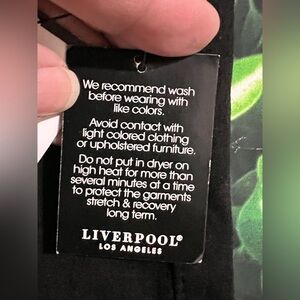 We recommend wash
before wearing with
like colors.
Avoid contact with
light colored clothing
or upholstered furniture.
Do not put in dryer on
high heat for more than
several minutes at a time
to protect the garments
stretch & recovery
long term.
LIVERPOOL®
LOS ANGELES